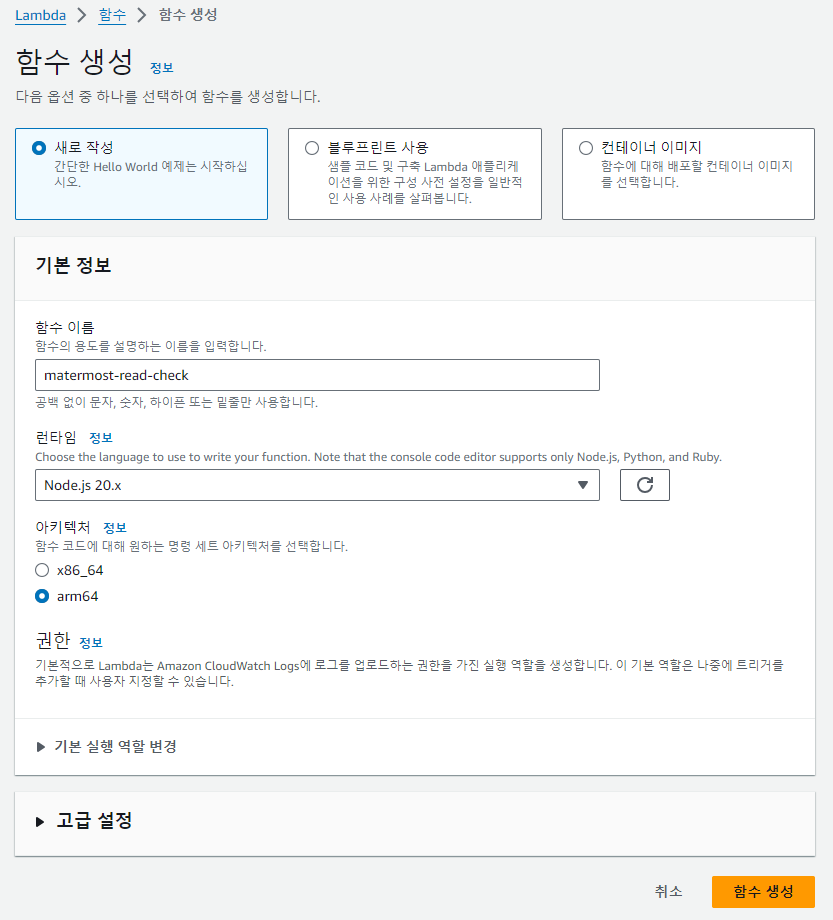 Lambda > 함수 > 함수 생성
함수 생성 정보
다음 옵션 중 하나를 선택하여 함수를 생성합니다.
새로 작성
간단한 Hello World 예제는 시작하십
시오.
블루프린트 사용
샘플 코드 및 구축 Lambda 애플리케
이션을 위한 구성 사전 설정을 일반적
인 사용 사례를 살펴봅니다.
컨테이너 이미지
함수에 대해 배포할 컨테이너 이미지
를 선택합니다.
기본 정보
함수 이름
함수의 용도를 설명하는 이름을 입력합니다.
matermost-read-check
공백 없이 문자, 숫자, 하이픈 또는 밑줄만 사용합니다.
런타임 정보
Choose the language to use to write your function. Note that the console code editor supports only Node.js, Python, and Ruby.
Node.js 20.x
아키텍처 정보
함수 코드에 대해 원하는 명령 세트 아키텍처를 선택합니다.
x86_64
arm64
권한 정보
기본적으로 Lambda는 Amazon CloudWatch Logs에 로그를 업로드하는 권한을 가진 실행 역할을 생성합니다. 이 기본 역할은 나중에 트리거를
추가할 때 사용자 지정할 수 있습니다.
기본 실행 역할 변경
고급 설정
취소
함수 생성